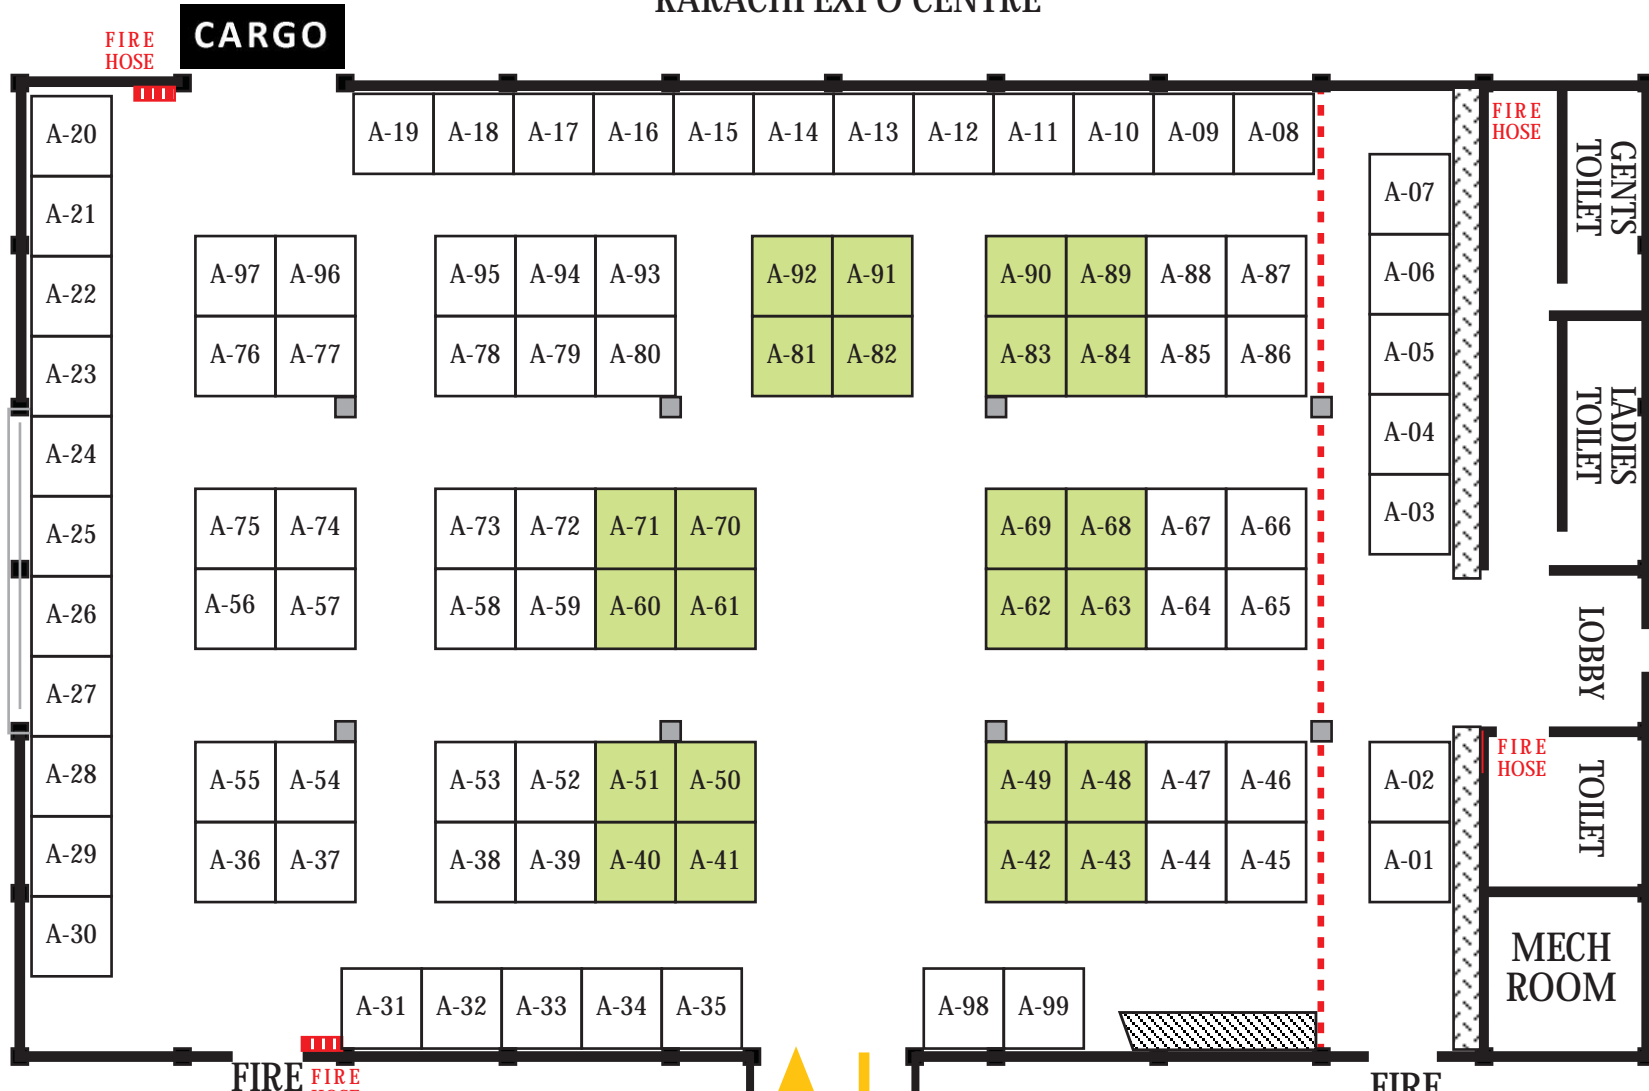 KARACHI EXPO CENTRE
CARGO
FIRE
HOSE
A-19 A-18 A-17 A-16 A-15 A-14 A-13 A-12 A-11 A-10 A-09 A-08
FIRE
HOSE
GENTS
TOILET
A-20
A-21
A-22
A-23
A-24
A-25
A-26
A-27
A-28
A-29
A-30
A-07
A-06
A-05
A-04
A-03
A-97 A-96 A-95 A-94 A-93 A-92 A-91 A-90 A-89 A-88 A-87
A-76 A-77 A-78 A-79 A-80 A-81 A-82 A-83 A-84 A-85 A-86
LADIES
TOILET
A-75 A-74 A-73 A-72 A-71 A-70 A-69 A-68 A-67 A-66
A-56 A-57 A-58 A-59 A-60 A-61 A-62 A-63 A-64 A-65
LOBBY
FIRE
HOSE
TOILET
A-55 A-54 A-53 A-52 A-51 A-50 A-49 A-48 A-47 A-46
A-36 A-37 A-38 A-39 A-40 A-41 A-42 A-43 A-44 A-45
A-02
A-01
MECH
ROOM
A-31 A-32 A-33 A-34 A-35 A-98 A-99
FIRE
FIRE
HOSE
FIRE